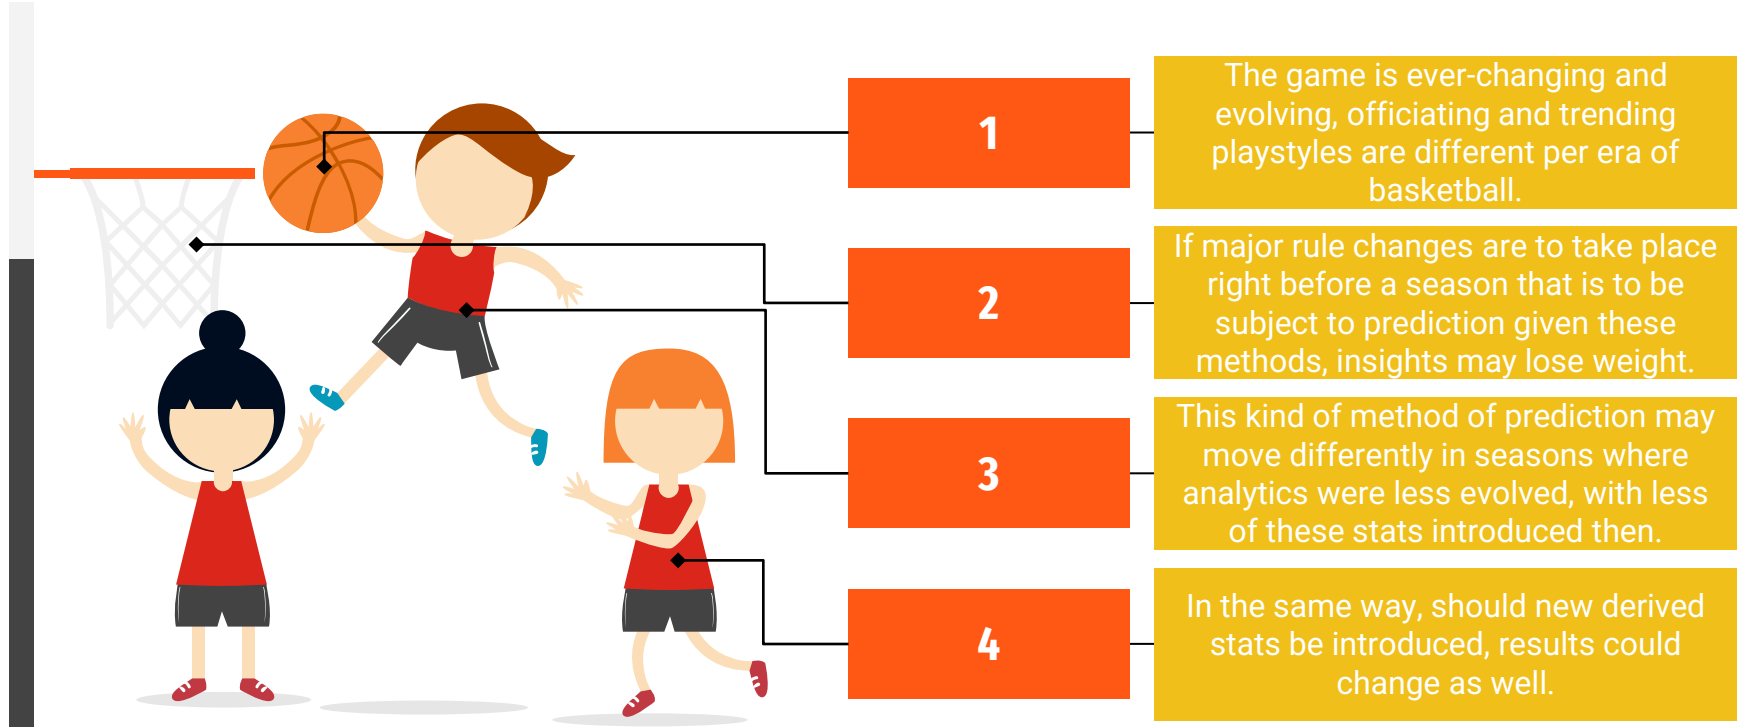 1
The game is ever-changing and
evolving, officiating and trending
playstyles are different per era of
basketball.
2
If major rule changes are to take place
right before a season that is to be
subject to prediction given these
methods, insights may lose weight.
3
This kind of method of prediction may
move differently in seasons where
analytics were less evolved, with less
of these stats introduced then.
4
In the same way, should new derived
stats be introduced, results could
change as well.